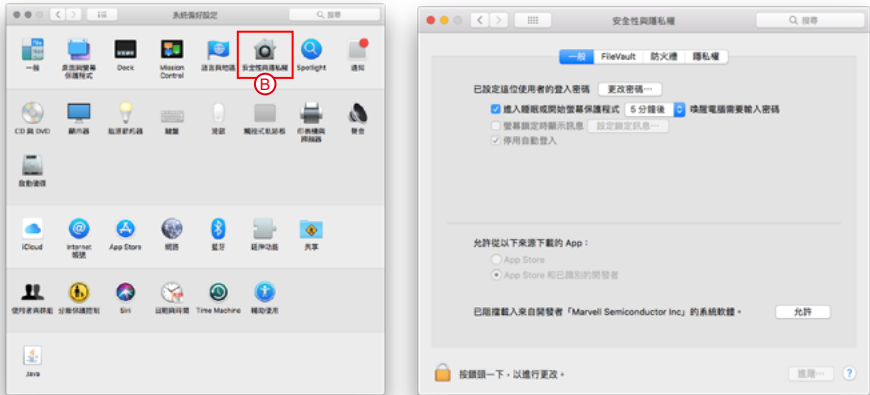 系統偏好設定
搜尋
一般
桌面與螢幕
保護程式
Dock
Mission
Control
語言與地區
安全性與隱私權
Spotlight
通知
B
CD 與 DVD
顯示器
能源節約器
鍵盤
滑鼠
觸控式軌跡板
印表機與
掃描器
聲音
啟動磁碟
iCloud
Internet
帳號
App Store
網路
藍牙
延伸功能
共享
使用者與群組
分級保護控制
Siri
日期與時間
Time Machine
輔助使用
Java
安全性與隱私權
搜尋
一般
FileVault
防火牆
隱私權
已設定這位使用者的登入密碼
更改密碼⋯
進入睡眠或開始螢幕保護程式
5 分鐘後
喚醒電腦需要輸入密碼
螢幕鎖定時顯示訊息
設定鎖定訊息⋯
停用自動登入
允許從以下來源下載的 App：
App Store
App Store 和已識別的開發者
已阻擋載入來自開發者「Marvell Semiconductor Inc」的系統軟體。
允許
按鎖頭一下，以進行更改。
進階⋯
?